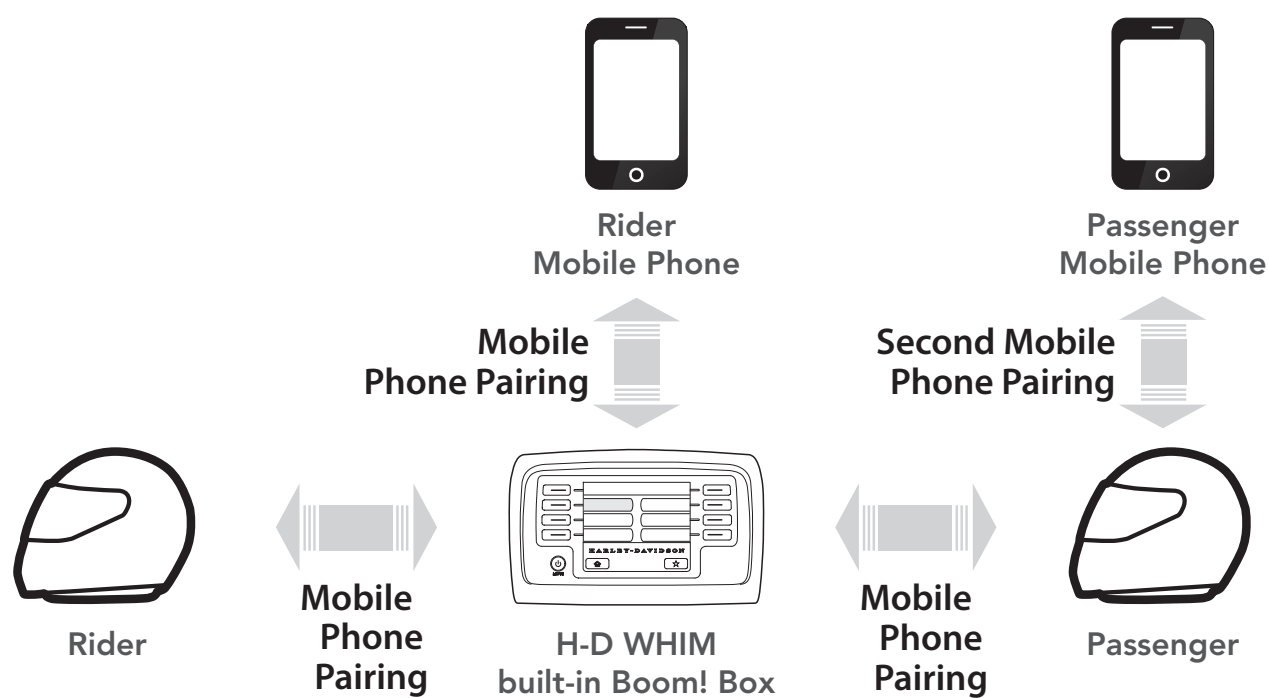 Rider
Mobile Phone
Passenger
Mobile Phone
Mobile
Phone Pairing
Second Mobile
Phone Pairing
HARLEY-DAVIDSON
MENU
Rider
Mobile
Phone
Pairing
H-D WHIM
built-in Boom! Box
Mobile
Phone
Pairing
Passenger